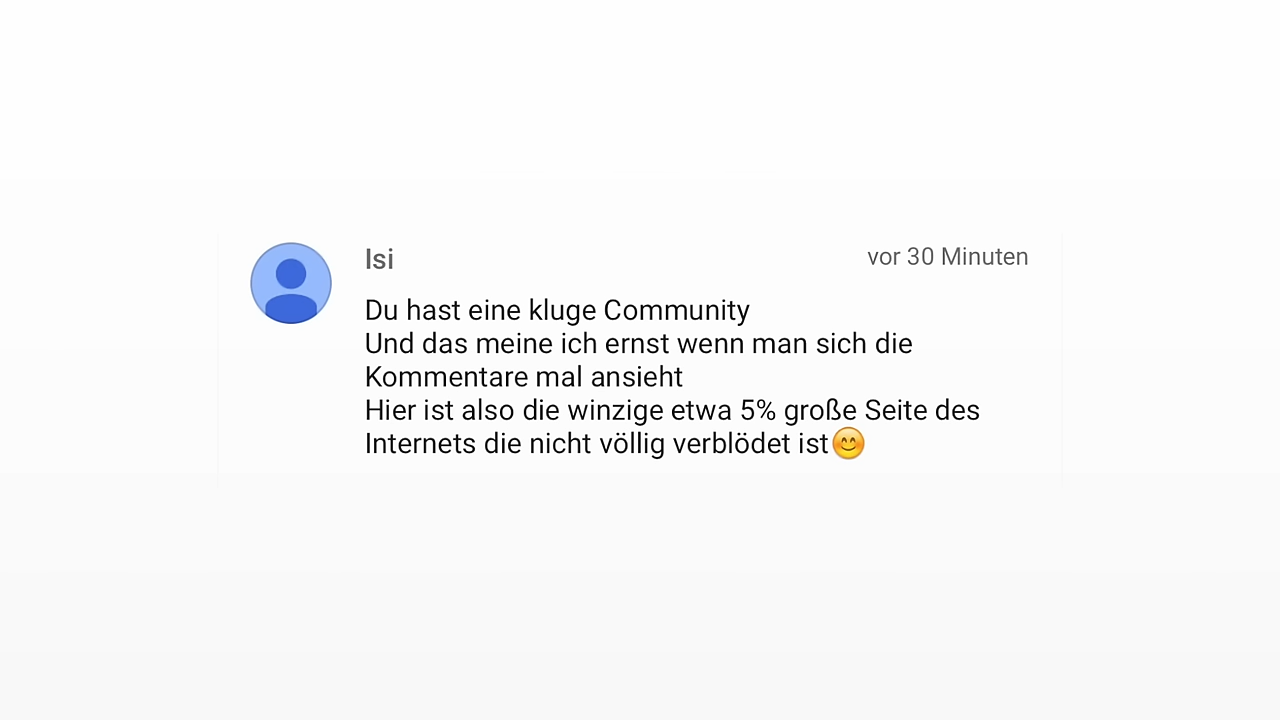 Isi
vor 30 Minuten
Du hast eine kluge Community
Und das meine ich ernst wenn man sich die
Kommentare mal ansieht
Hier ist also die winzige etwa 5% große Seite des
Internets die nicht völlig verblödet ist😊